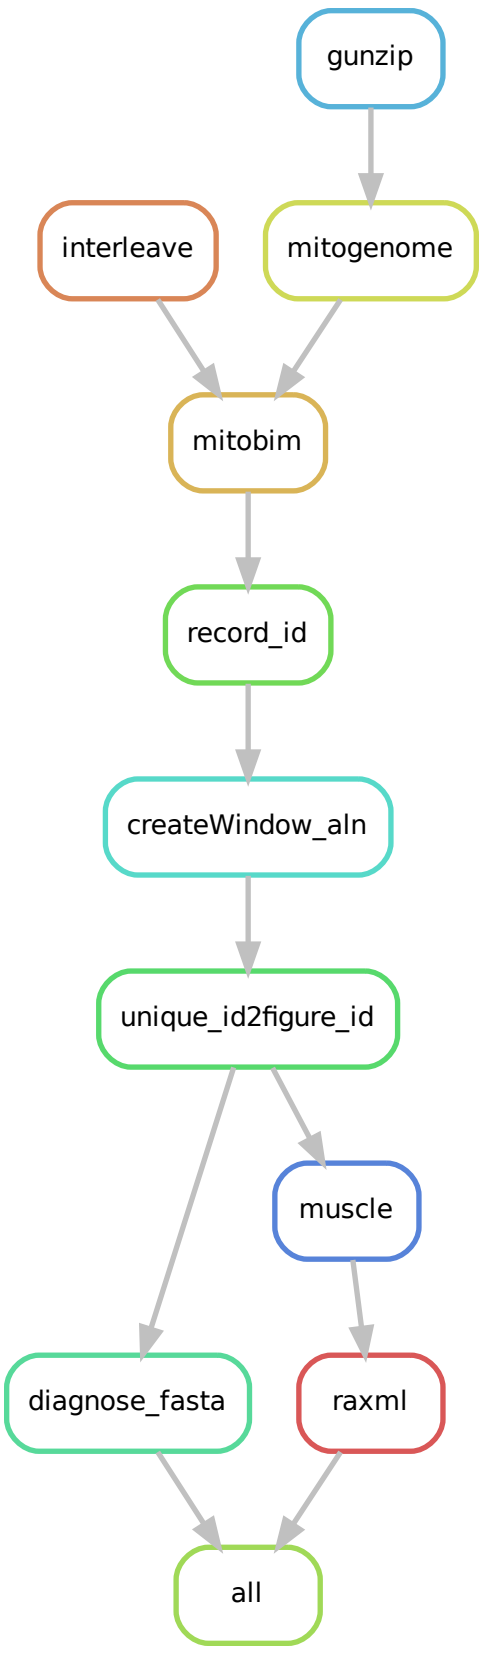 gunzip
interleave
mitogenome
mitobim
record_id
createWindow_aln
unique_id2figure_id
muscle
diagnose_fasta
raxml
all